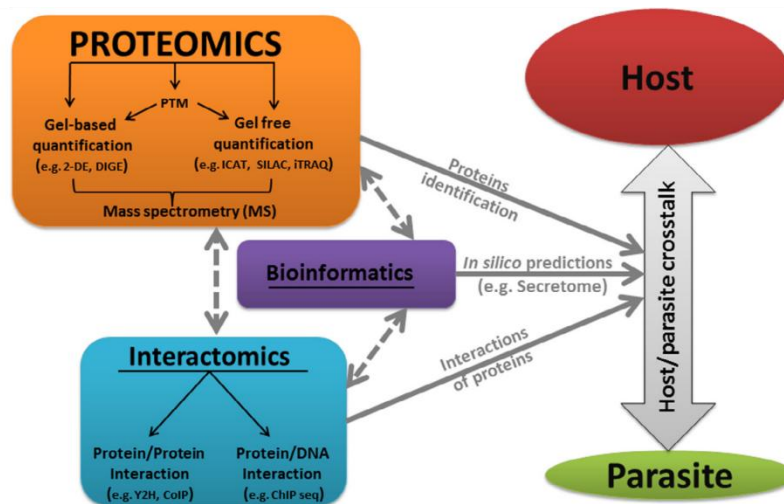 PROTEOMICS
PTM
Gel-based
quantification
(e.g. 2-DE, DIGE)
Gel free
quantification
(e.g. ICAT, SILAC, iTRAQ)
Mass spectrometry (MS)
Bioinformatics
Interactomics
Protein/Protein
Interaction
(e.g. Y2H, CoIP)
Protein/DNA
Interaction
(e.g. ChIP seq)
Proteins
identification
In silico predictions
(e.g. Secretome)
Interactions
of proteins
Host
Host/parasite crosstalk
Parasite